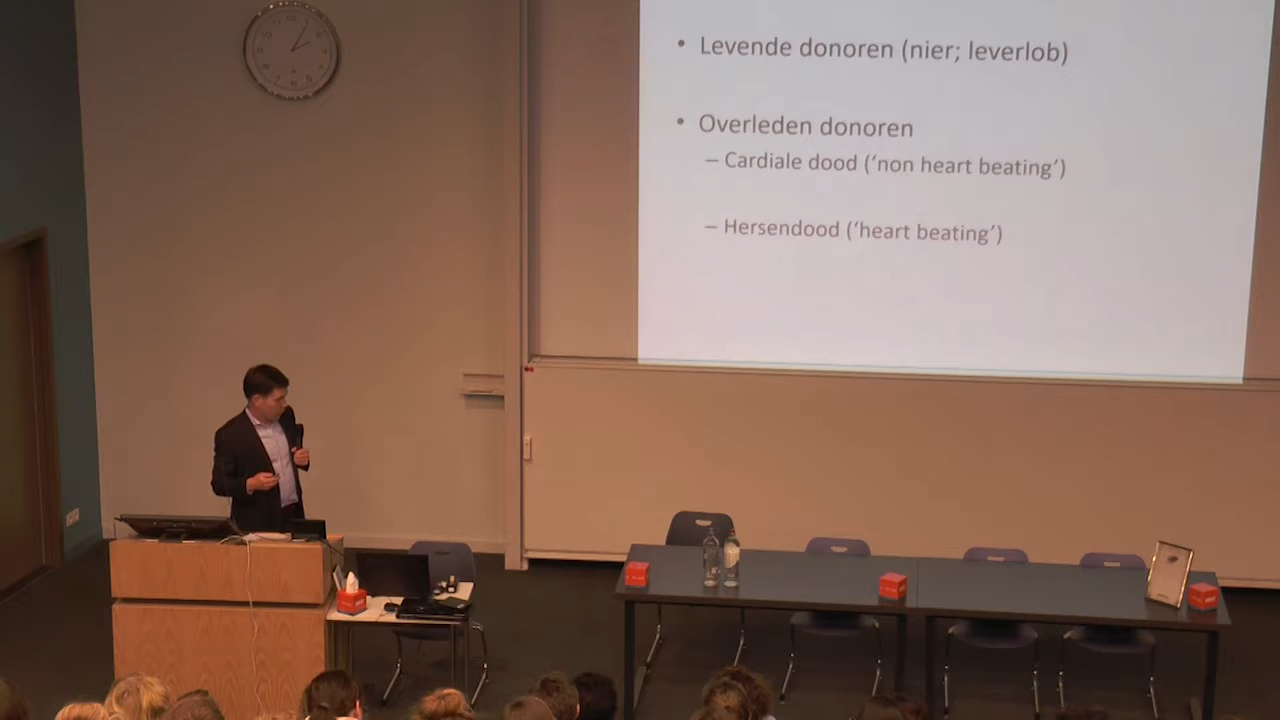 • Levende donoren (nier; leverlob)
• Overleden donoren
– Cardiale dood (‘non heart beating’)
– Hersendood (‘heart beating’)